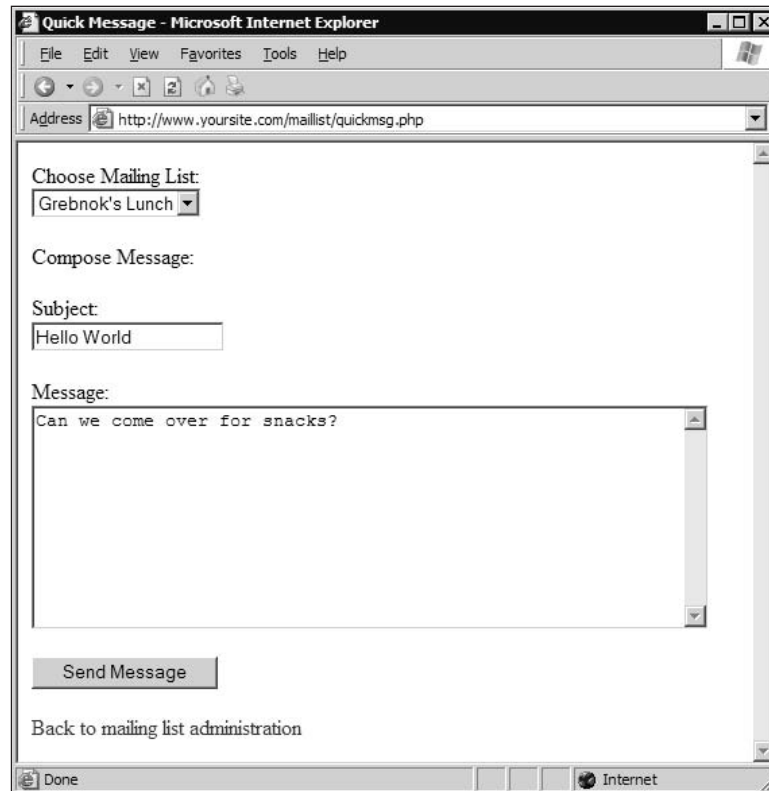 Quick Message - Microsoft Internet Explorer
File Edit View Favorites Tools Help
Address http://www.yoursite.com/maillist/quickmsg.php
Choose Mailing List:
Grebnok's Lunch
Compose Message:
Subject:
Hello World
Message:
Can we come over for snacks?
Send Message
Back to mailing list administration
Done Internet